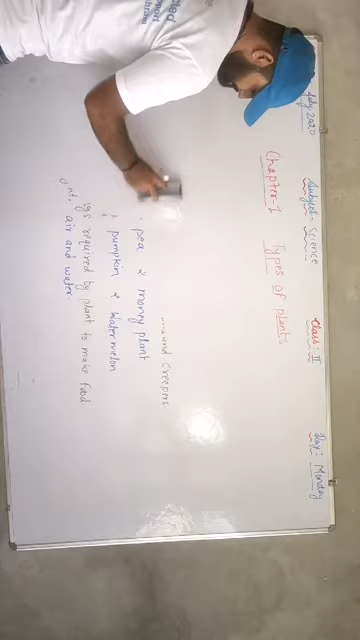 July 2020 Subject: Science Class: II Day: Monday
Chapter-1 Types of plants
and Creepers
pea & money plant
pumpkin & Watermelon
required by plant to make food
air and water